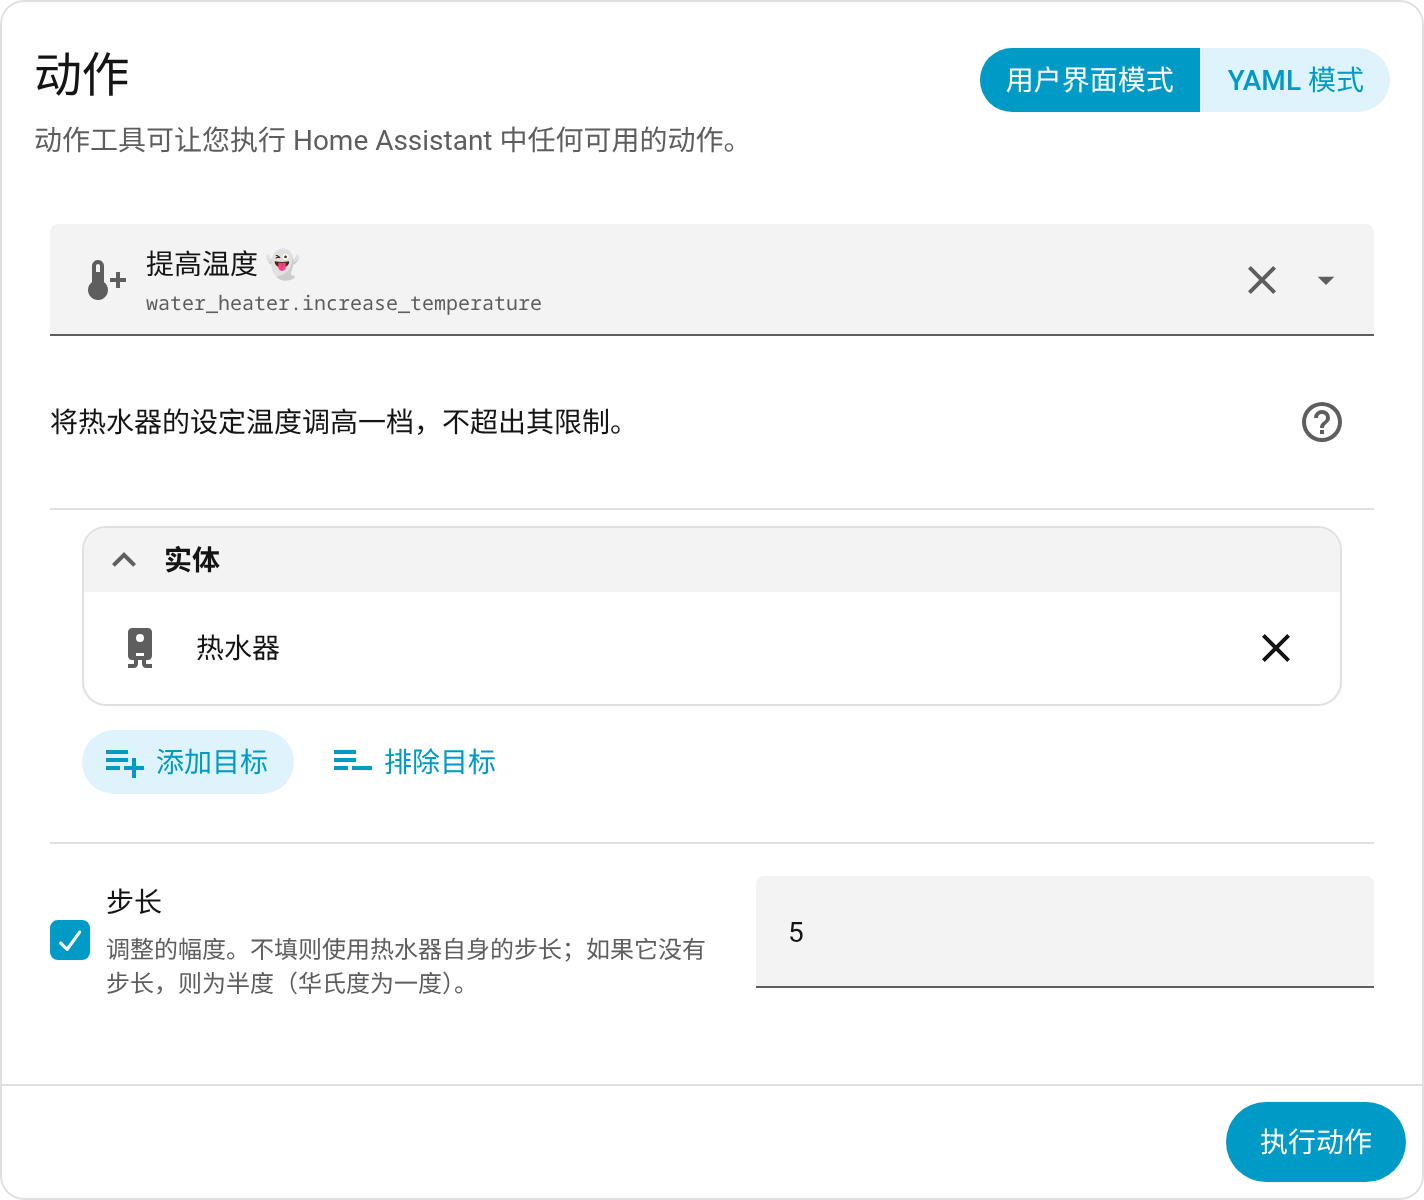 动作
用户界面模式
YAML 模式
动作工具可让您执行 Home Assistant 中任何可用的动作。
提高温度 👻
water_heater.increase_temperature
将热水器的设定温度调高一档，不超出其限制。
实体
热水器
添加目标
排除目标
步长
调整的幅度。不填则使用热水器自身的步长；如果它没有
步长，则为半度（华氏度为一度）。
5
执行动作